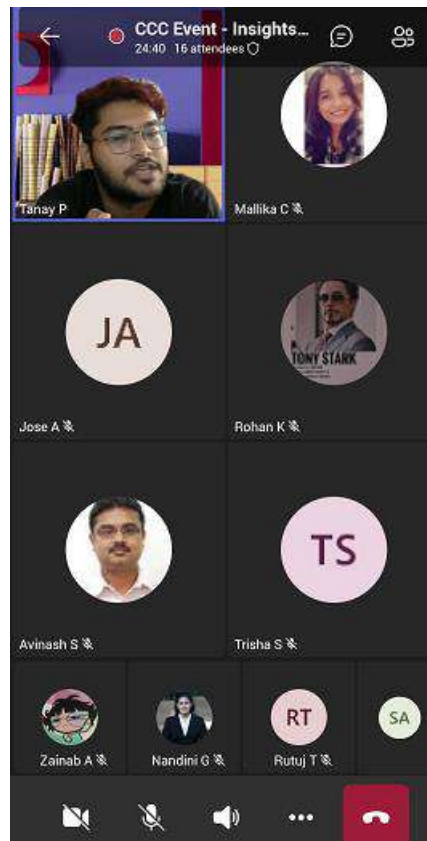 CCC Event - Insights...
24:40 16 attendees
Tanay P
Mallika C
JA
TONY STARK
Jose A
Rohan K
TS
Avinash S
Trisha S
RT
SA
Zainab A
Nandini G
Rutuj T